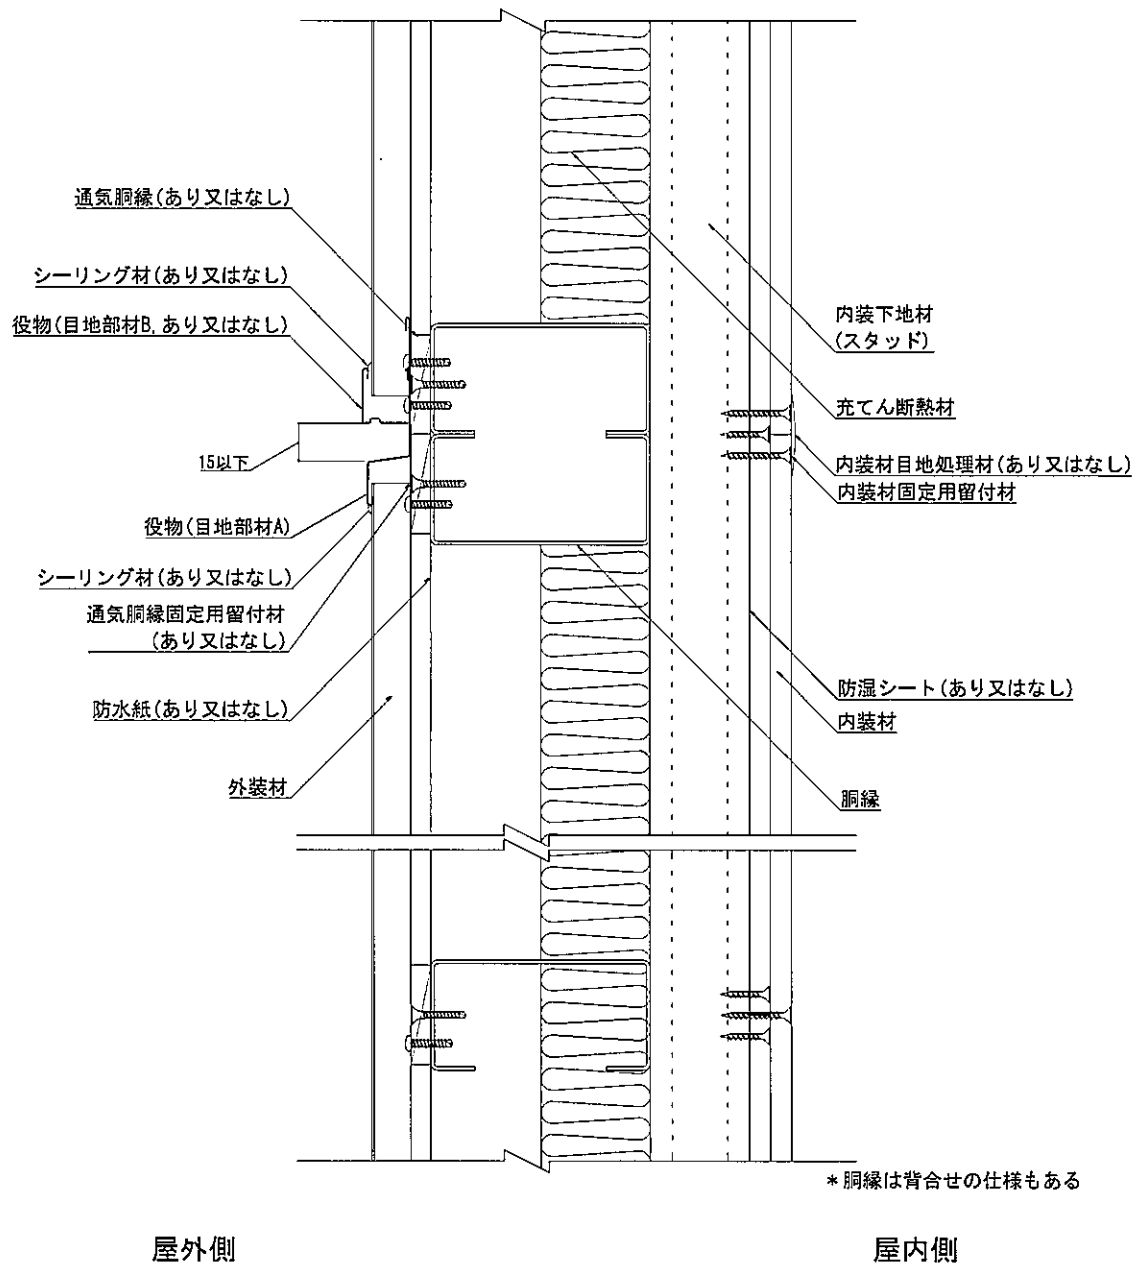 通気胴縁(あり又はなし)
シーリング材(あり又はなし)
役物(目地部材B, あり又はなし)
15以下
役物(目地部材A)
シーリング材(あり又はなし)
通気胴縁固定用留付材
(あり又はなし)
防水紙(あり又はなし)
外装材
内装下地材
(スタッド)
充てん断熱材
内装材目地処理材(あり又はなし)
内装材固定用留付材
防湿シート(あり又はなし)
内装材
胴縁
*胴縁は背合せの仕様もある
屋外側
屋内側